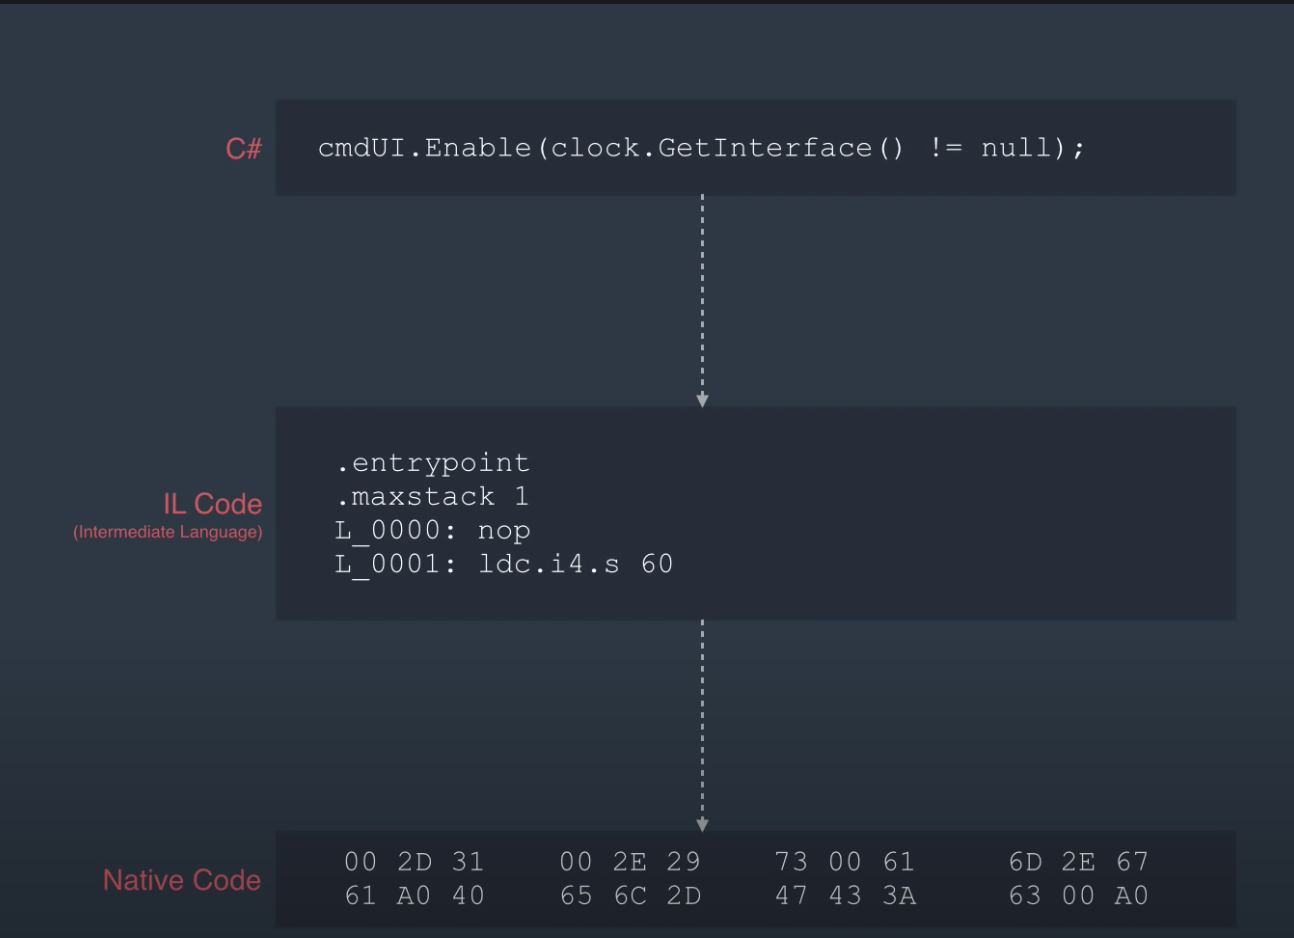 C#
cmdUI.Enable(clock.GetInterface() != null);
IL Code
(Intermediate Language)
.entrypoint
.maxstack 1
L_0000: nop
L_0001: ldc.i4.s 60
Native Code
00 2D 31 00 2E 29 73 00 61 6D 2E 67
61 A0 40 65 6C 2D 47 43 3A 63 00 A0